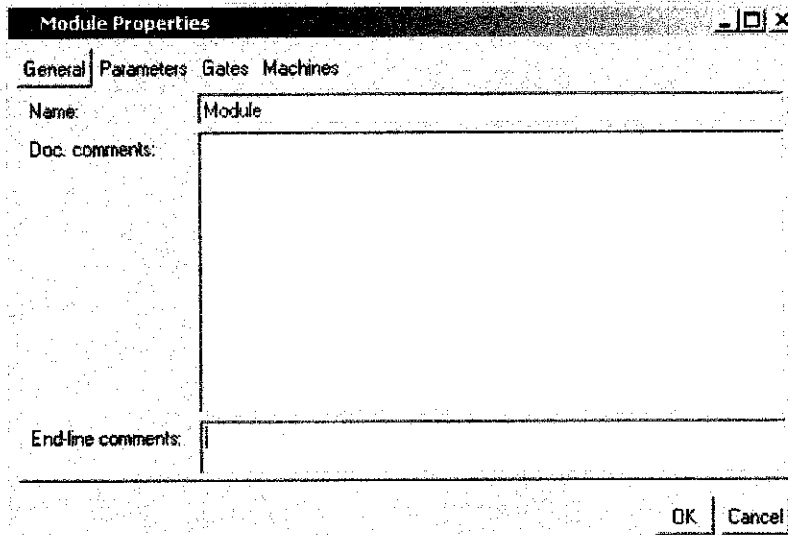 Module Properties
General Parameters Gates Machines
Name: Module
Doc. comments:
End-line comments:
OK Cancel